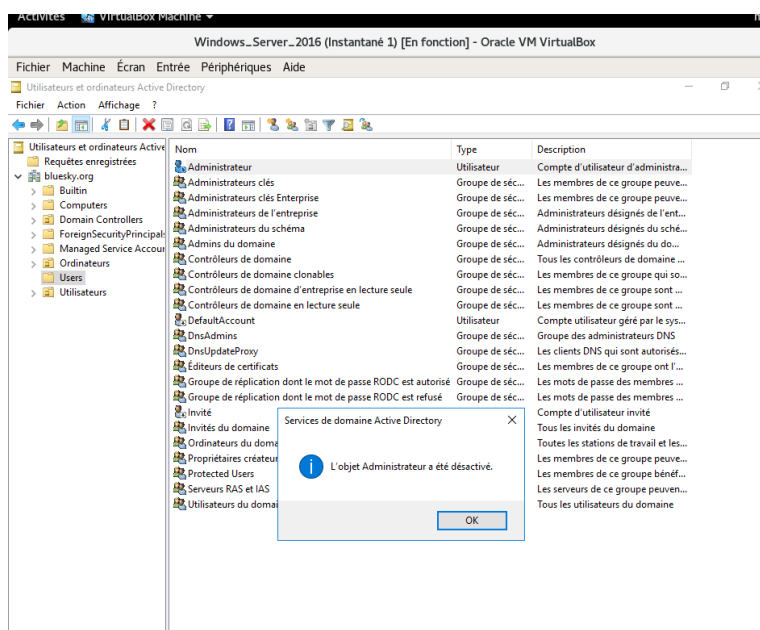 Activités VirtualBox Machine
Windows_Server_2016 (Instantané 1) [En fonction] - Oracle VM VirtualBox
Fichier Machine Écran Entrée Périphériques Aide
Utilisateurs et ordinateurs Active Directory
Fichier Action Affichage ?
Utilisateurs et ordinateurs Active
Requêtes enregistrées
bluesky.org
Builtin
Computers
Domain Controllers
ForeignSecurityPrincipals
Managed Service Accour
Ordinateurs
Users
Utilisateurs
Nom Type Description
Administrateur Utilisateur Compte d'utilisateur d'administra...
Administrateurs clés Groupe de séc... Les membres de ce groupe peuve...
Administrateurs clés Enterprise Groupe de séc... Les membres de ce groupe peuve...
Administrateurs de l'entreprise Groupe de séc... Administrateurs désignés de l'ent...
Administrateurs du schéma Groupe de séc... Administrateurs désignés du sché...
Admins du domaine Groupe de séc... Administrateurs désignés du do...
Contrôleurs de domaine Groupe de séc... Tous les contrôleurs de domaine ...
Contrôleurs de domaine clonables Groupe de séc... Les membres de ce groupe qui so...
Contrôleurs de domaine d'entreprise en lecture seule Groupe de séc... Les membres de ce groupe sont ...
Contrôleurs de domaine en lecture seule Groupe de séc... Les membres de ce groupe sont ...
DefaultAccount Utilisateur Compte utilisateur géré par le sys...
DnsAdmins Groupe de séc... Groupe des administrateurs DNS
DnsUpdateProxy Groupe de séc... Les clients DNS qui sont autorisés...
Éditeurs de certificats Groupe de séc... Les membres de ce groupe ont l'...
Groupe de réplication dont le mot de passe RODC est autorisé Groupe de séc... Les mots de passe des membres ...
Groupe de réplication dont le mot de passe RODC est refusé Groupe de séc... Les mots de passe des membres ...
Invité Compte d'utilisateur invité
Invités du domaine Tous les invités du domaine
Ordinateurs du doma Toutes les stations de travail et les...
Propriétaires créateur Les membres de ce groupe peuve...
Protected Users Les membres de ce groupe bénéf...
Serveurs RAS et IAS Les serveurs de ce groupe peuven...
Utilisateurs du domai Tous les utilisateurs du domaine
Services de domaine Active Directory
L'objet Administrateur a été désactivé.
OK